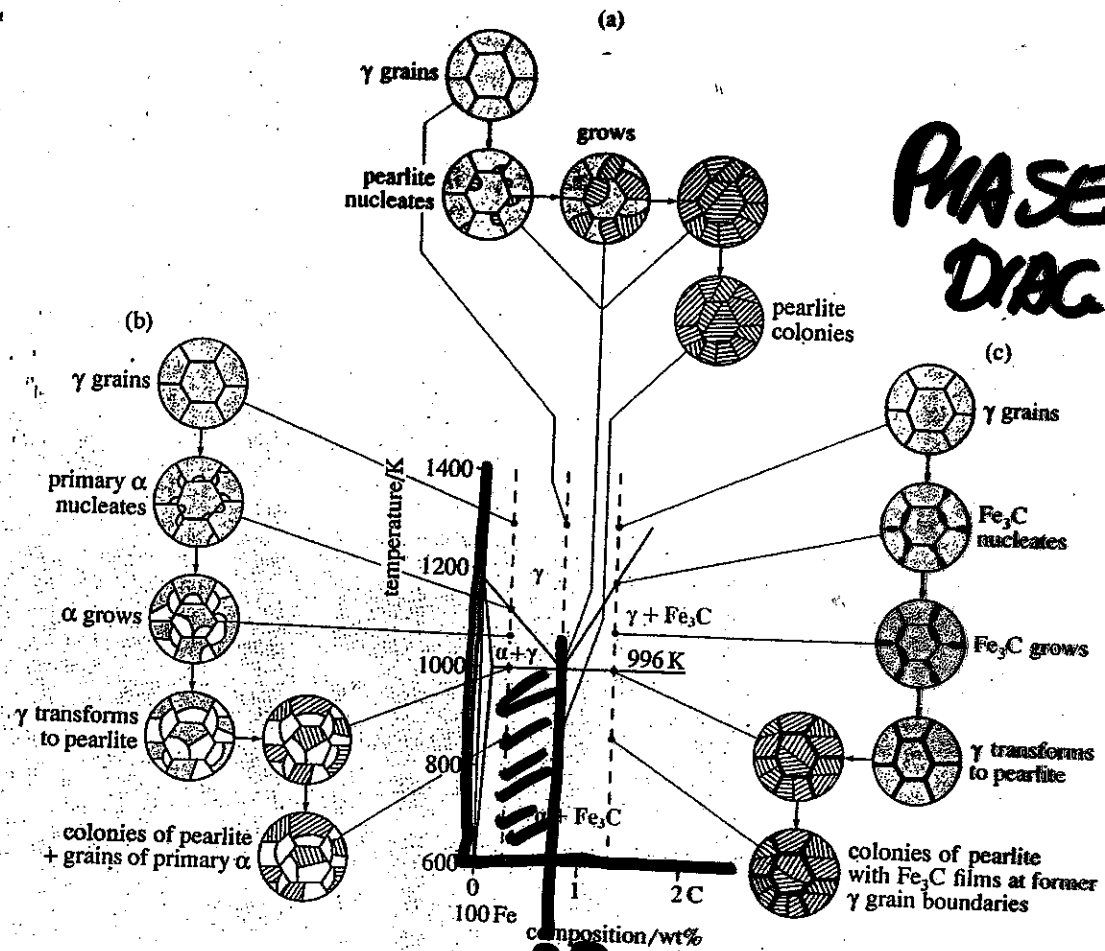 (a)
γ grains
grows
pearlite
nucleates
PHASE
DIAG.
pearlite
colonies
(b)
γ grains
primary α
nucleates
α grows
γ transforms
to pearlite
colonies of pearlite
+ grains of primary α
(c)
γ grains
Fe₃C
nucleates
Fe₃C grows
γ transforms
to pearlite
colonies of pearlite
with Fe₃C films at former
γ grain boundaries
temperature/K
1400
1200
1000
800
600
γ
γ + Fe₃C
α+γ
996 K
+ Fe₃C
0
1
2 C
100 Fe
composition/wt%